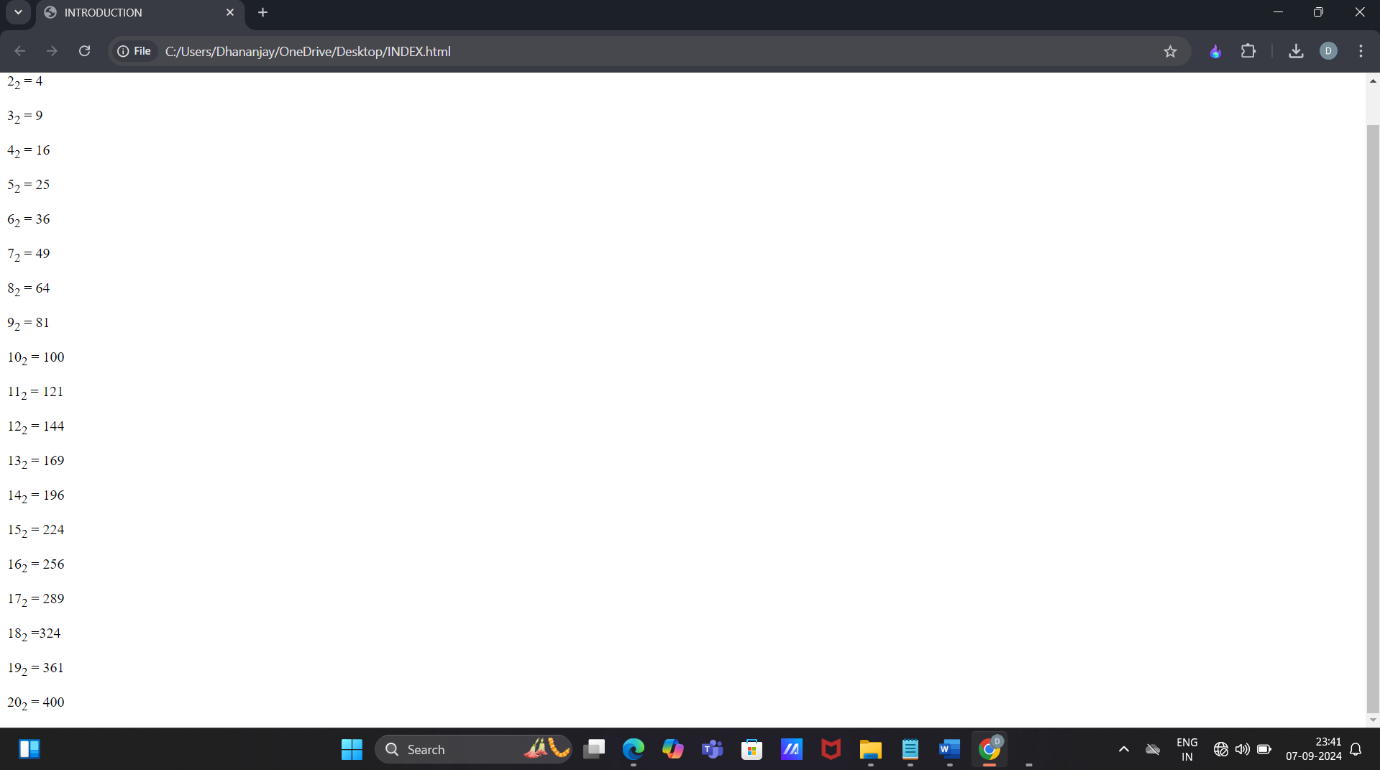 INTRODUCTION
File C:/Users/Dhananjay/OneDrive/Desktop/INDEX.html
D
2₂ = 4
3₂ = 9
4₂ = 16
5₂ = 25
6₂ = 36
7₂ = 49
8₂ = 64
9₂ = 81
10₂ = 100
11₂ = 121
12₂ = 144
13₂ = 169
14₂ = 196
15₂ = 224
16₂ = 256
17₂ = 289
18₂ =324
19₂ = 361
20₂ = 400
Search
ENG 23:41
IN 07-09-2024